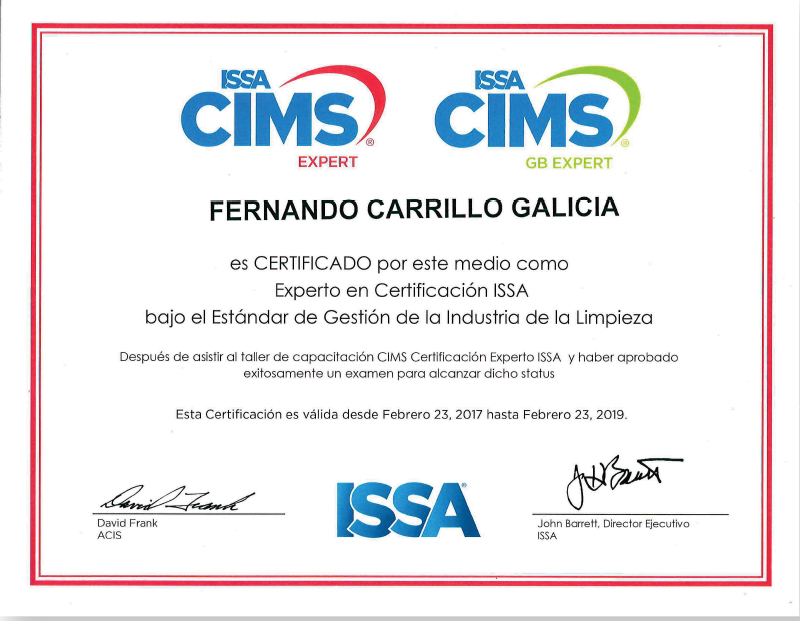 ISSA ISSA
CIMS® CIMS®
EXPERT GB EXPERT
FERNANDO CARRILLO GALICIA
es CERTIFICADO por este medio como
Experto en Certificación ISSA
bajo el Estándar de Gestión de la Industria de la Limpieza
Después de asistir al taller de capacitación CIMS Certificación Experto ISSA y haber aprobado
exitosamente un examen para alcanzar dicho status
Esta Certificación es válida desde Febrero 23, 2017 hasta Febrero 23, 2019.
David Frank
David Frank
ACIS
ISSA®
John Barrett, Director Ejecutivo
ISSA